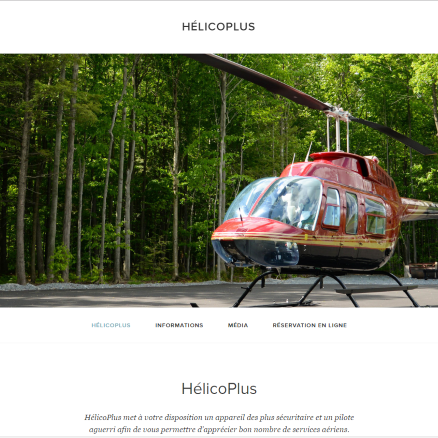 HÉLICOPLUS
HÉLICOPLUS INFORMATIONS MÉDIA RÉSERVATION EN LIGNE
HélicoPlus
HélicoPlus met à votre disposition un appareil des plus sécuritaire et un pilote
aguerri afin de vous permettre d'apprécier bon nombre de services aériens.